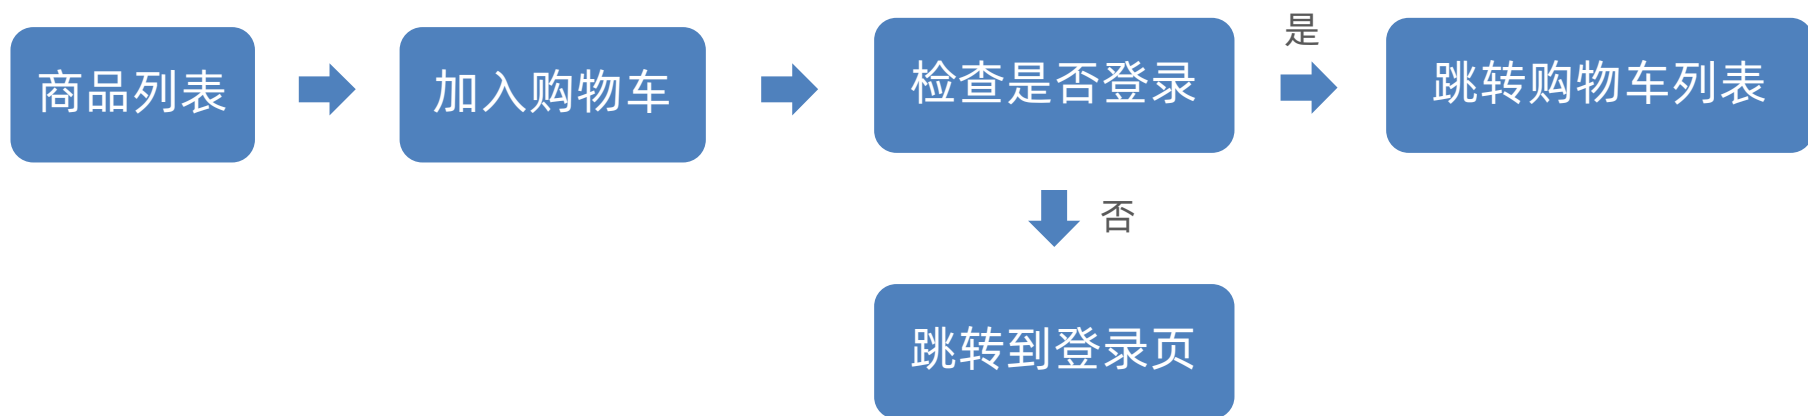 商品列表
加入购物车
检查是否登录
是
跳转购物车列表
否
跳转到登录页